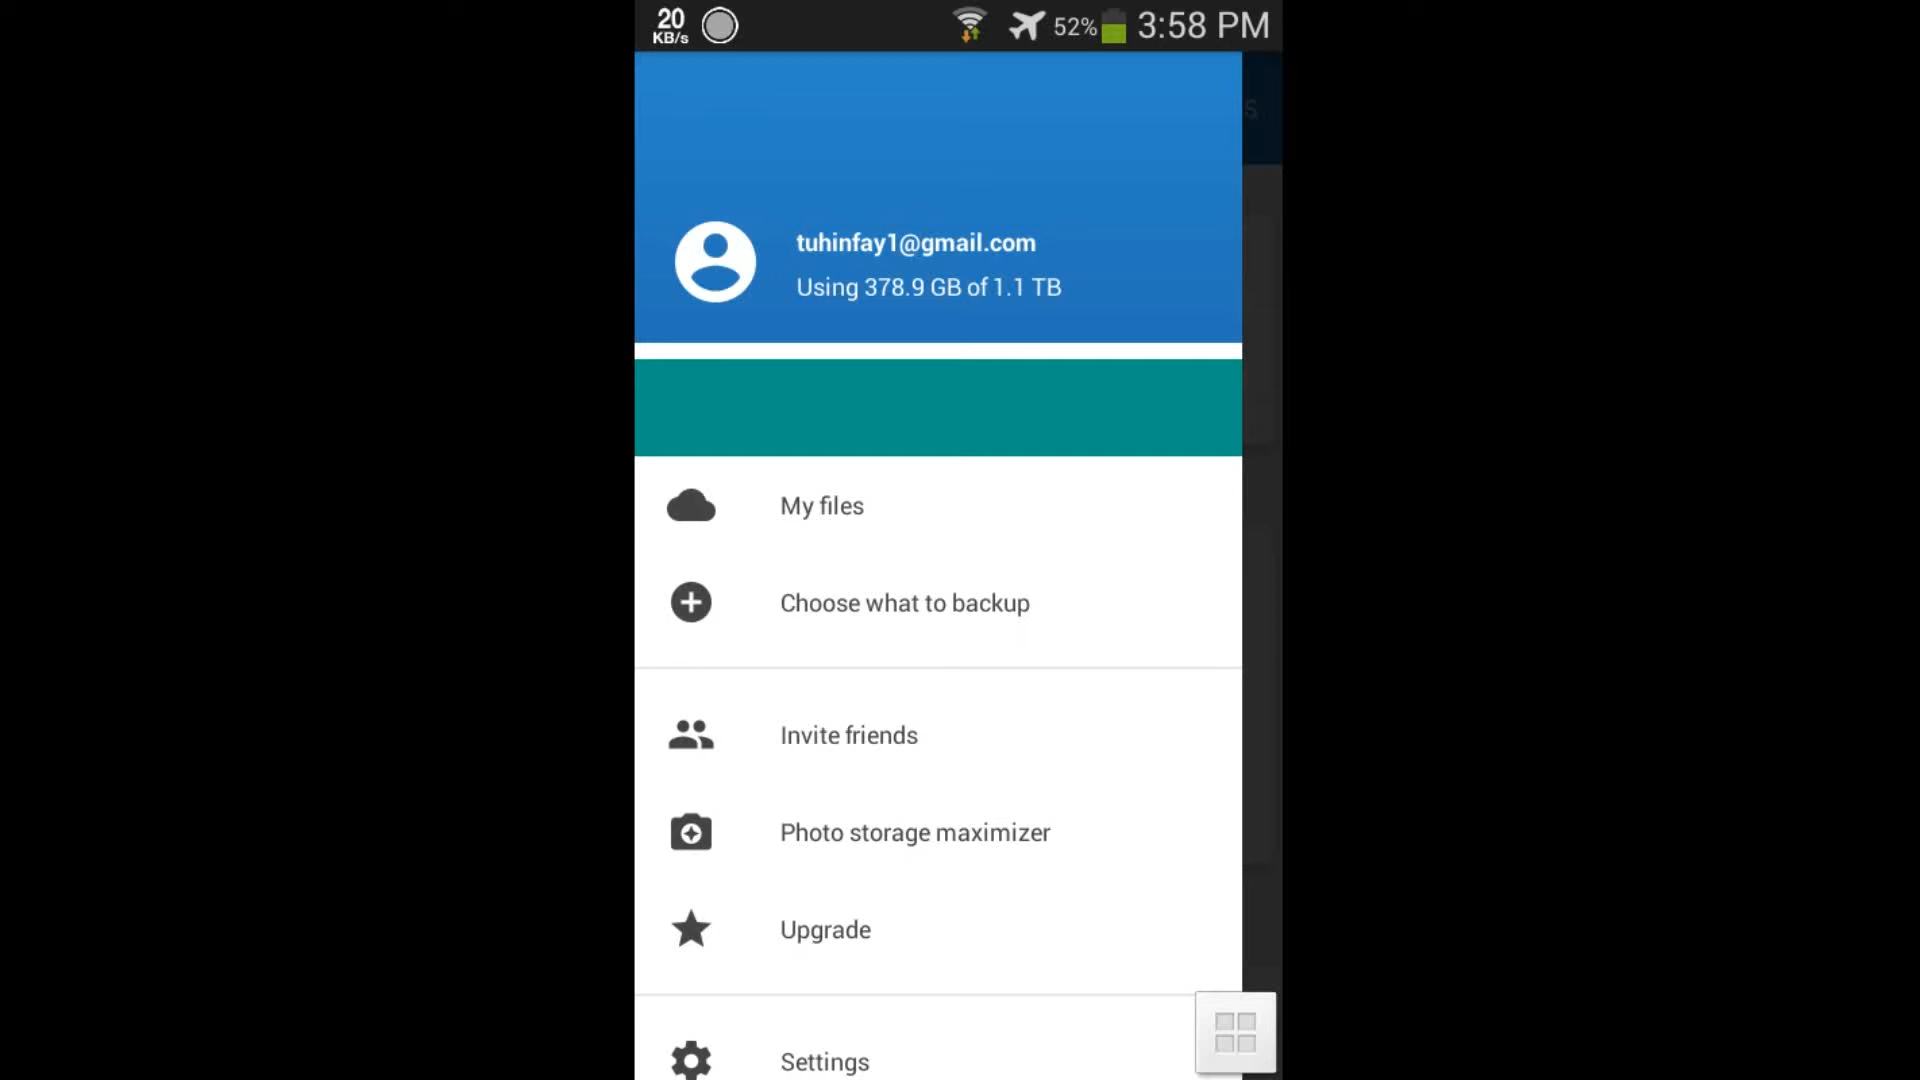 20
KB/s
52%
3:58 PM
tuhinfay1@gmail.com
Using 378.9 GB of 1.1 TB
My files
Choose what to backup
Invite friends
Photo storage maximizer
Upgrade
Settings